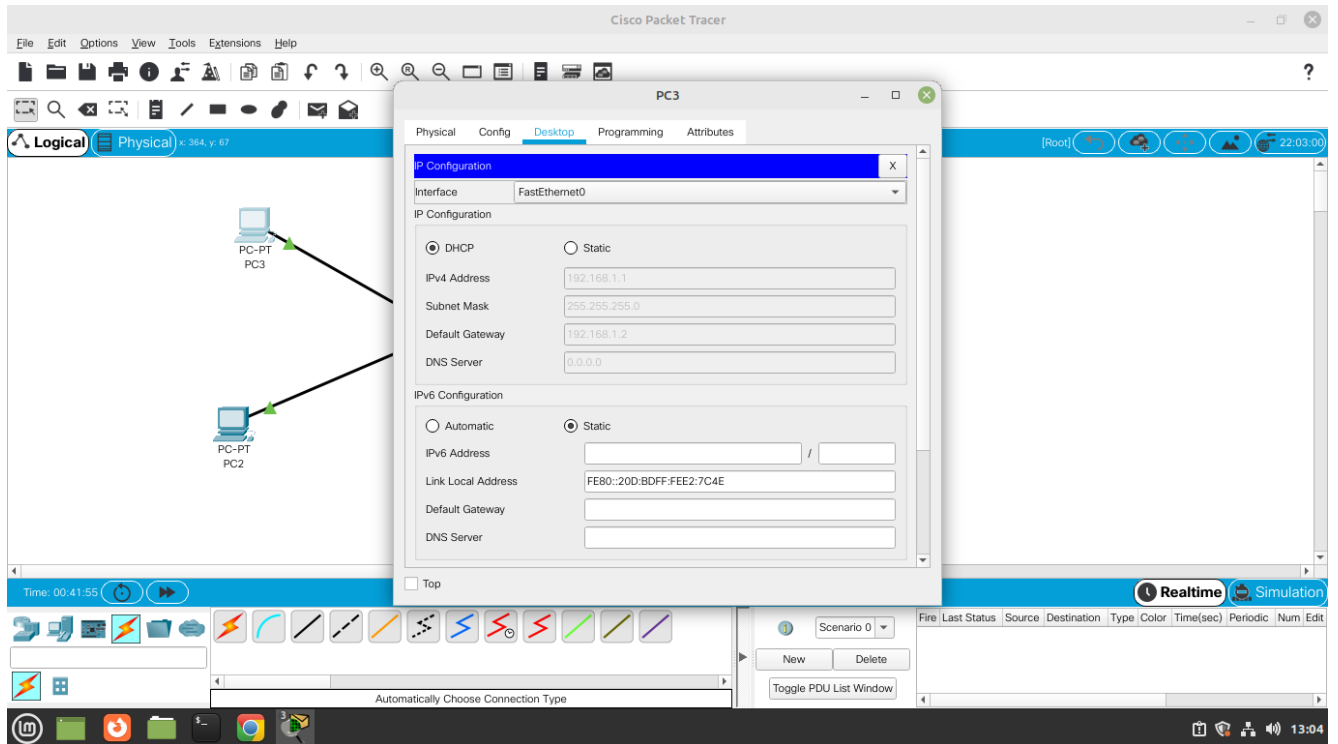 Cisco Packet Tracer
File Edit Options View Tools Extensions Help
?
PC3
Logical Physical x: 364, y: 67
[Root] 22:03:00
Physical Config Desktop Programming Attributes
IP Configuration X
Interface FastEthernet0
IP Configuration
DHCP Static
IPv4 Address 192.168.1.1
Subnet Mask 255.255.255.0
Default Gateway 192.168.1.2
DNS Server 0.0.0.0
IPv6 Configuration
Automatic Static
IPv6 Address /
Link Local Address FE80::20D:BDFF:FEE2:7C4E
Default Gateway
DNS Server
Top
PC-PT
PC3
PC-PT
PC2
Time: 00:41:55
Realtime Simulation
Scenario 0
New Delete
Toggle PDU List Window
Fire Last Status Source Destination Type Color Time(sec) Periodic Num Edit
Automatically Choose Connection Type
3
13:04